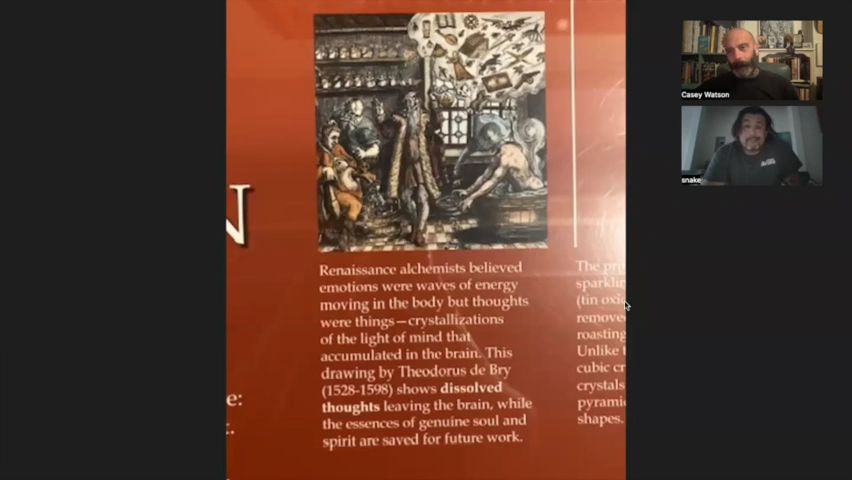 N
Renaissance alchemists believed
emotions were waves of energy
moving in the body but thoughts
were things—crystallizations
of the light of mind that
accumulated in the brain. This
drawing by Theodorus de Bry
(1528-1598) shows dissolved
thoughts leaving the brain, while
the essences of genuine soul and
spirit are saved for future work.
e:
t.
The
sparklin
(tin oxi
remove
roasting
Unlike
cubic cr
crystals
pyrami
shapes.
Casey Watson
snake